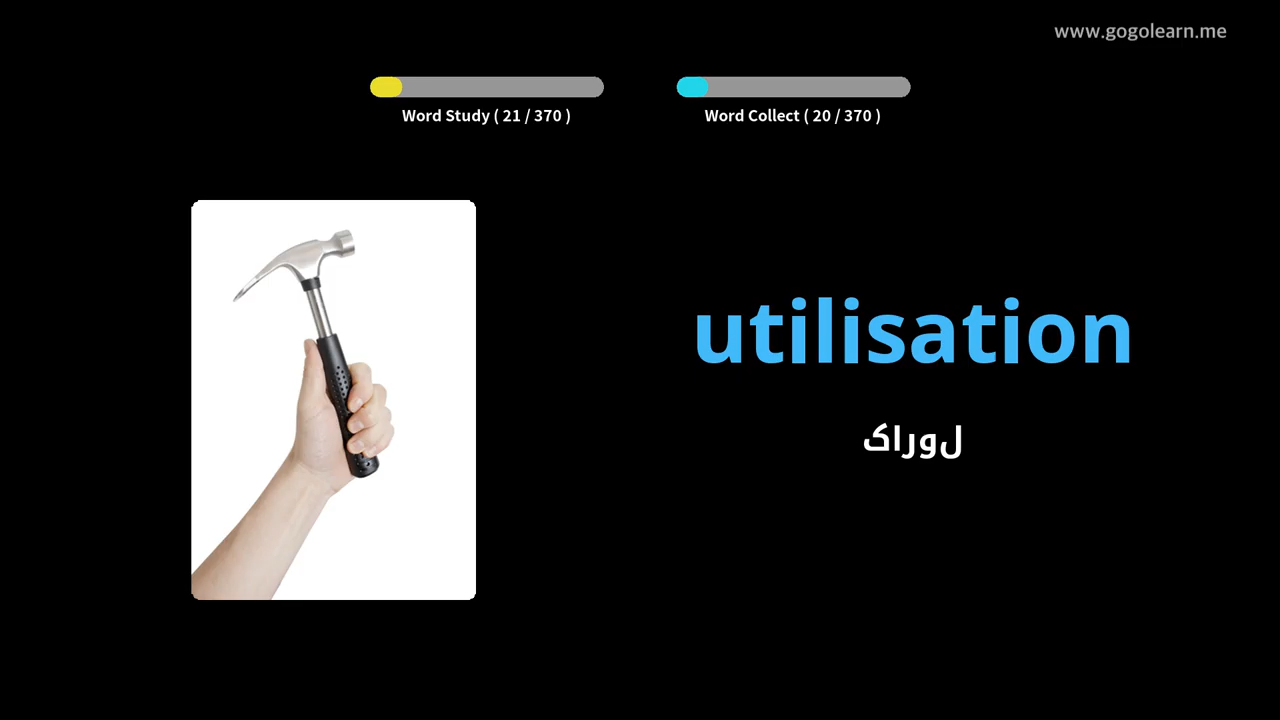 www.gogolearn.me
Word Study ( 21 / 370 )
Word Collect ( 20 / 370 )
utilisation
لوراک